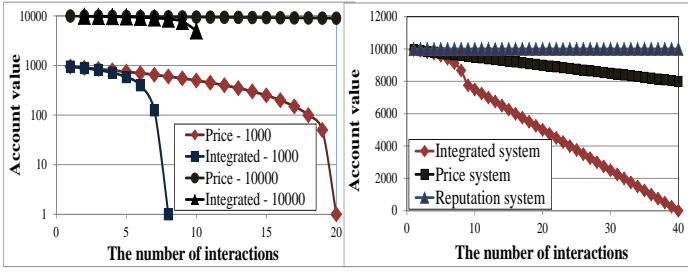 10000
1000
100
10
1
0
5
10
15
20
Account value
The number of interactions
Price - 1000
Integrated - 1000
Price - 10000
Integrated - 10000
12000
10000
8000
6000
4000
2000
0
0
10
20
30
40
Account value
The number of interactions
Integrated system
Price system
Reputation system